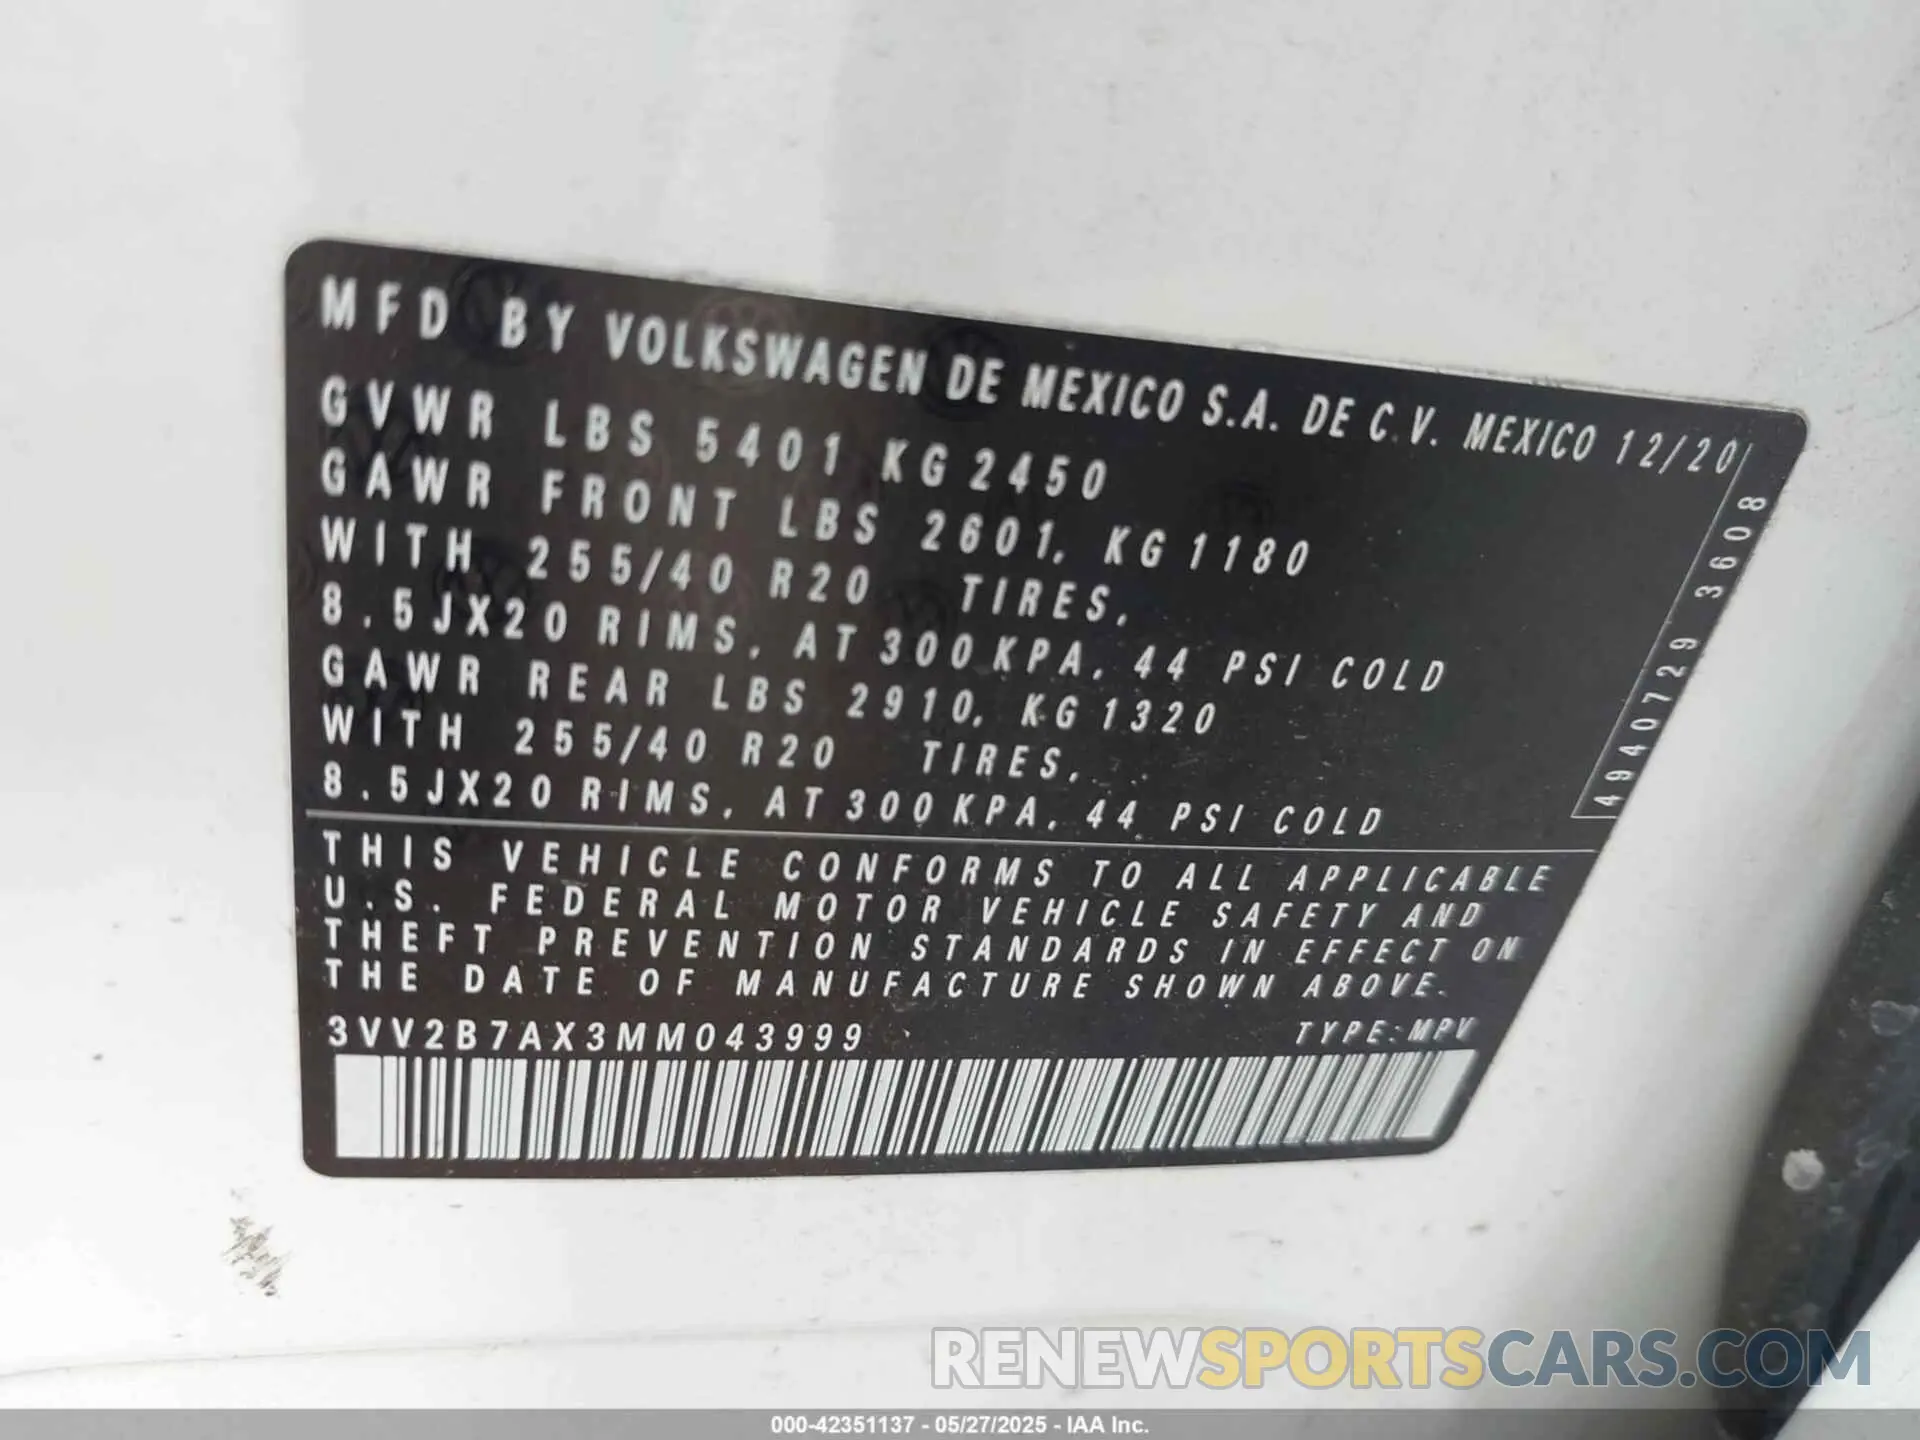 MFD BY VOLKSWAGEN DE MEXICO S.A. DE C.V. MEXICO 12/20
GVWR LBS 5401 KG 2450
GAWR FRONT LBS 2601, KG 1180
WITH 255/40 R20 TIRES,
8.5JX20 RIMS, AT 300 KPA, 44 PSI COLD
GAWR REAR LBS 2910, KG 1320
WITH 255/40 R20 TIRES,
8.5JX20 RIMS, AT 300 KPA, 44 PSI COLD
4940729 3608
THIS VEHICLE CONFORMS TO ALL APPLICABLE
U.S. FEDERAL MOTOR VEHICLE SAFETY AND
THEFT PREVENTION STANDARDS IN EFFECT ON
THE DATE OF MANUFACTURE SHOWN ABOVE.
3VV2B7AX3MM043999 TYPE: MPV
RENEWSPORTSCARS.COM
000-42351137 - 05/27/2025 - IAA Inc.